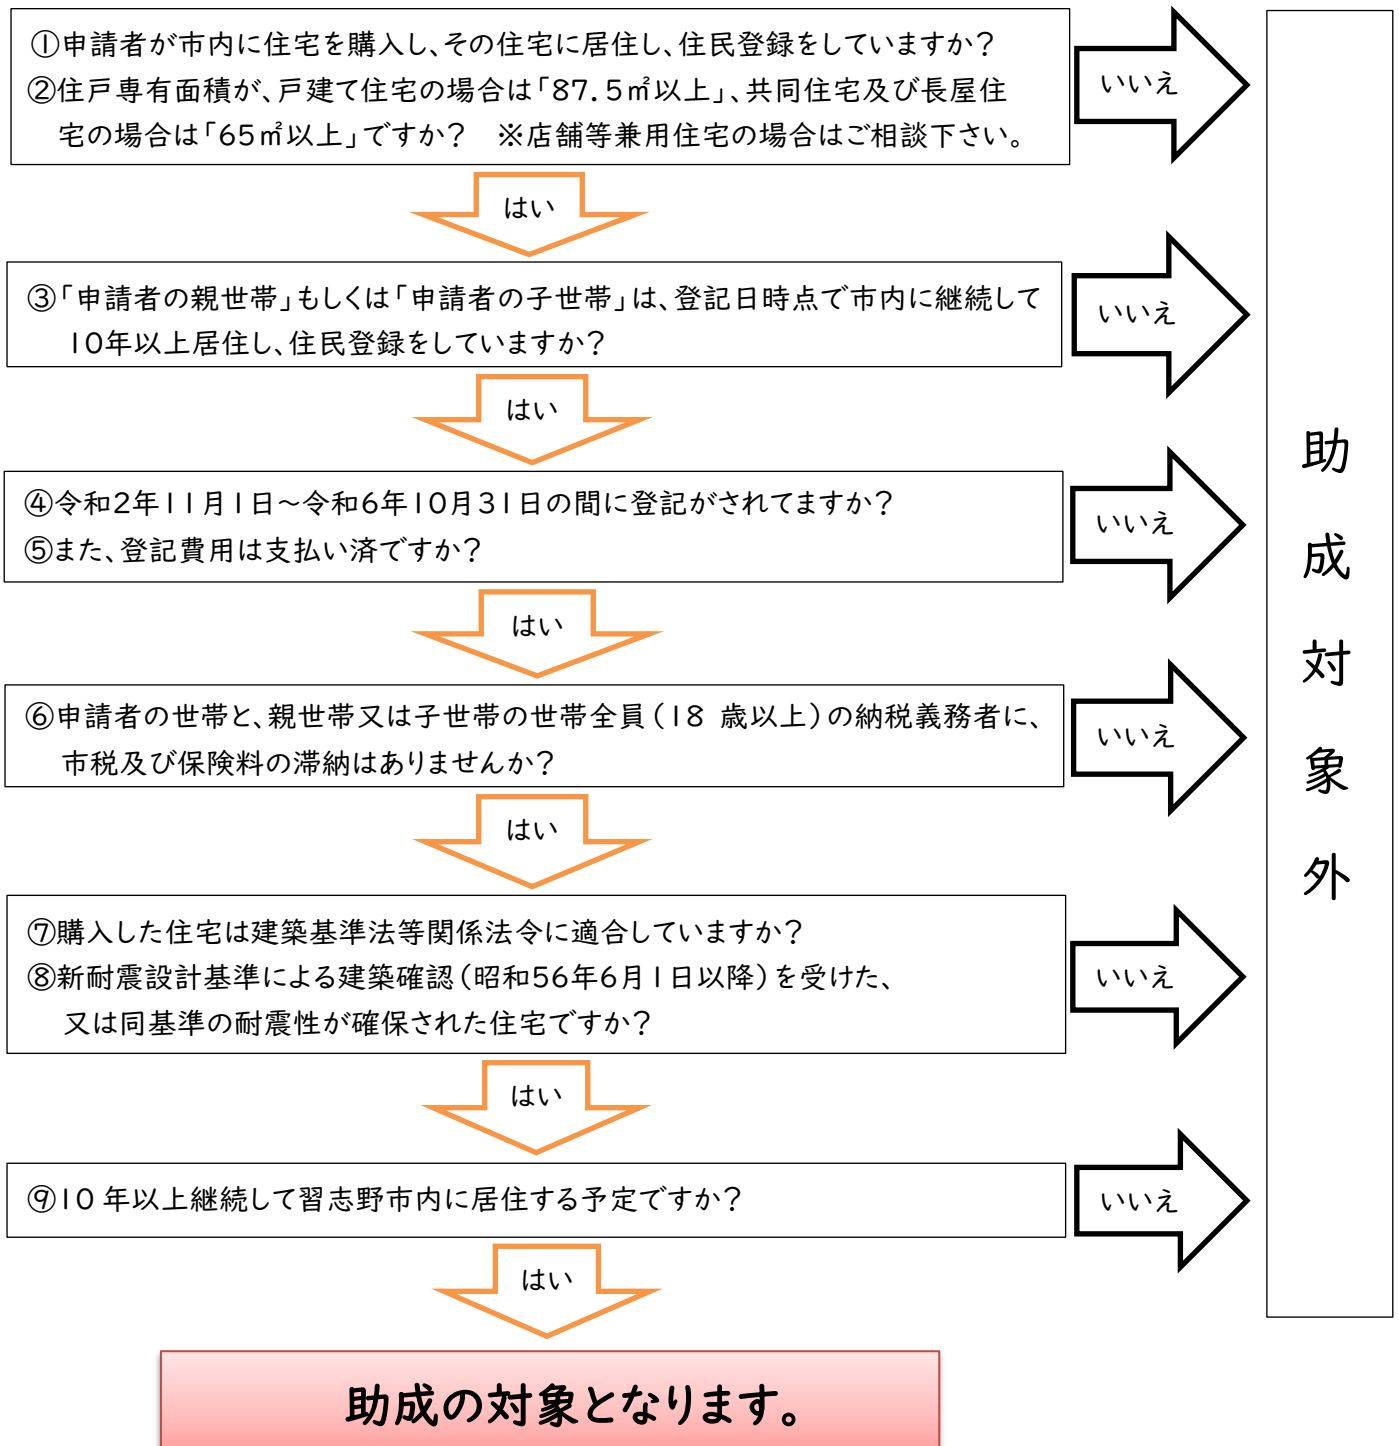 ①申請者が市内に住宅を購入し、その住宅に居住し、住民登録をしていますか?
②住戸専有面積が、戸建て住宅の場合は「87.5㎡以上」、共同住宅及び長屋住
宅の場合は「65㎡以上」ですか? ※店舗等兼用住宅の場合はご相談下さい。
いいえ
はい
③「申請者の親世帯」もしくは「申請者の子世帯」は、登記日時点で市内に継続して
10年以上居住し、住民登録をしていますか?
いいえ
はい
④令和2年11月1日~令和6年10月31日の間に登記がされてますか?
⑤また、登記費用は支払い済ですか?
いいえ
はい
⑥申請者の世帯と、親世帯又は子世帯の世帯全員(18 歳以上)の納税義務者に、
市税及び保険料の滞納はありませんか?
いいえ
はい
⑦購入した住宅は建築基準法等関係法令に適合していますか?
⑧新耐震設計基準による建築確認(昭和56年6月1日以降)を受けた、
又は同基準の耐震性が確保された住宅ですか?
いいえ
はい
⑨10 年以上継続して習志野市内に居住する予定ですか?
いいえ
はい
助成対象外
助成の対象となります。